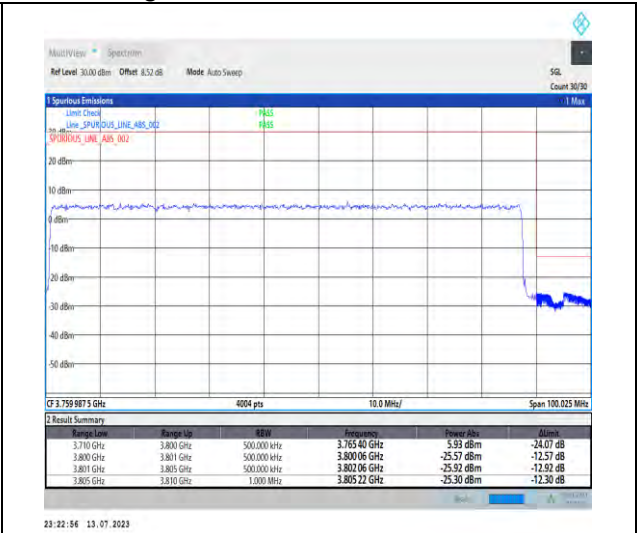 MultiView Spectrum
Ref Level 30.00 dBm Offset 8.52 dB Mode Auto Sweep SGL
Count 30/30
1 Spurious Emissions 1 Max
Limit Check PASS
Line _SPURIOUS_LINE_ABS_002 PASS
_SPURIOUS_LINE_ABS_002
20 dBm
10 dBm
0 dBm
-10 dBm
-20 dBm
-30 dBm
-40 dBm
-50 dBm
CF 3.759 987 5 GHz 4004 pts 10.0 MHz/ Span 100.025 MHz
2 Result Summary
Range Low Range Up RBW Frequency Power Abs ΔLimit
3.710 GHz 3.800 GHz 500.000 kHz 3.765 40 GHz 5.93 dBm -24.07 dB
3.800 GHz 3.801 GHz 500.000 kHz 3.800 06 GHz -25.57 dBm -12.57 dB
3.801 GHz 3.805 GHz 500.000 kHz 3.802 06 GHz -25.92 dBm -12.92 dB
3.805 GHz 3.810 GHz 1.000 MHz 3.805 22 GHz -25.30 dBm -12.30 dB
23:22:56 13.07.2023